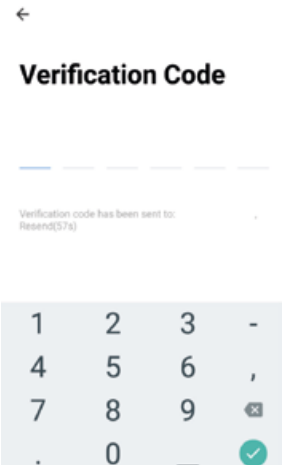 Verification Code
Verification code has been sent to:
Resend(57s)
1 2 3 -
4 5 6 ,
7 8 9
. 0 _